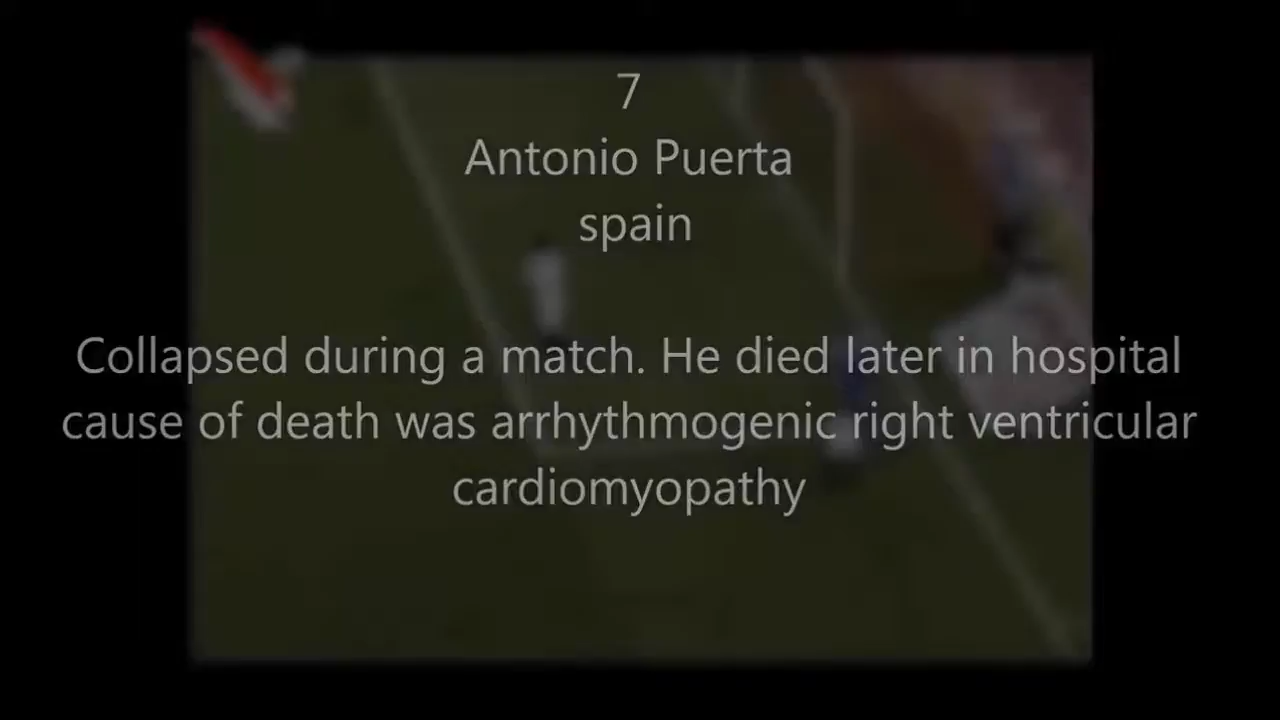 7
Antonio Puerta
spain
Collapsed during a match. He died later in hospital
cause of death was arrhythmogenic right ventricular
cardiomyopathy